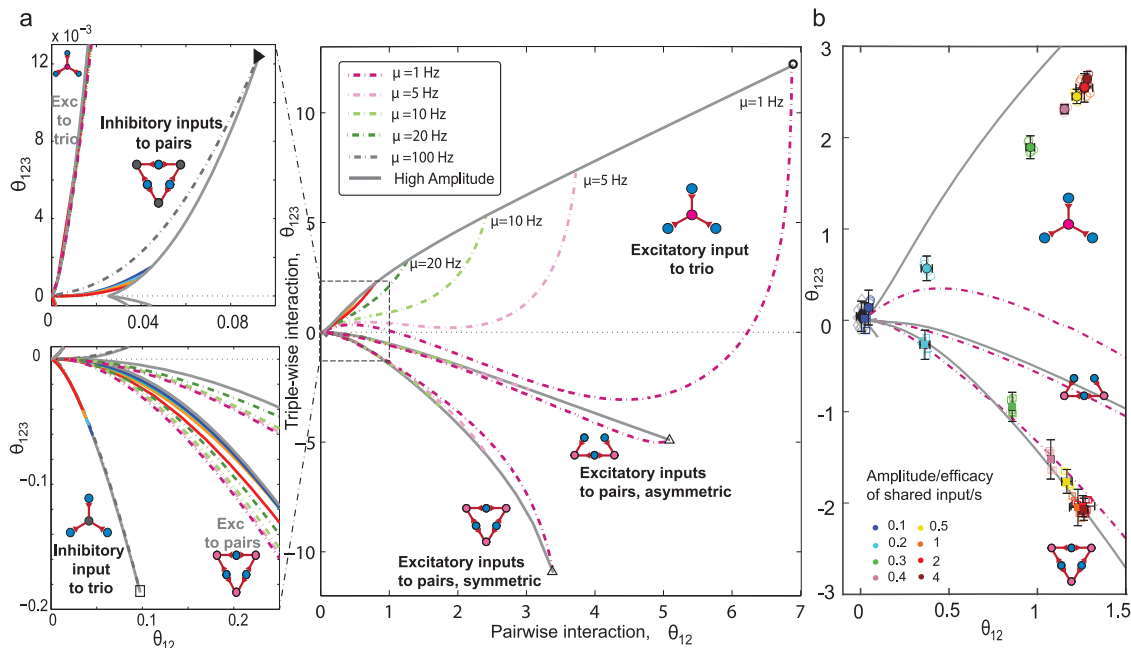 a
× 10⁻³
12
8
4
0
0
0.04
0.08
θ123
Exc
to
trio
Inhibitory inputs
to pairs
0
−0.1
−0.2
0
0.1
0.2
θ123
θ12
Inhibitory
input
to trio
Exc
to pairs
μ=1 Hz
μ=5 Hz
μ=10 Hz
μ=20 Hz
μ=100 Hz
High Amplitude
10
5
0
-5
-10
Triple-wise interaction, θ123
μ=1 Hz
μ=5 Hz
μ=10 Hz
μ=20 Hz
Excitatory input
to trio
Excitatory inputs
to pairs, asymmetric
Excitatory inputs
to pairs, symmetric
0
1
2
3
4
5
6
7
Pairwise interaction, θ12
b
3
2
1
0
-1
-2
-3
θ123
Amplitude/efficacy
of shared input/s
0.1
0.2
0.3
0.4
0.5
1
2
4
0
0.5
1.0
1.5
θ12